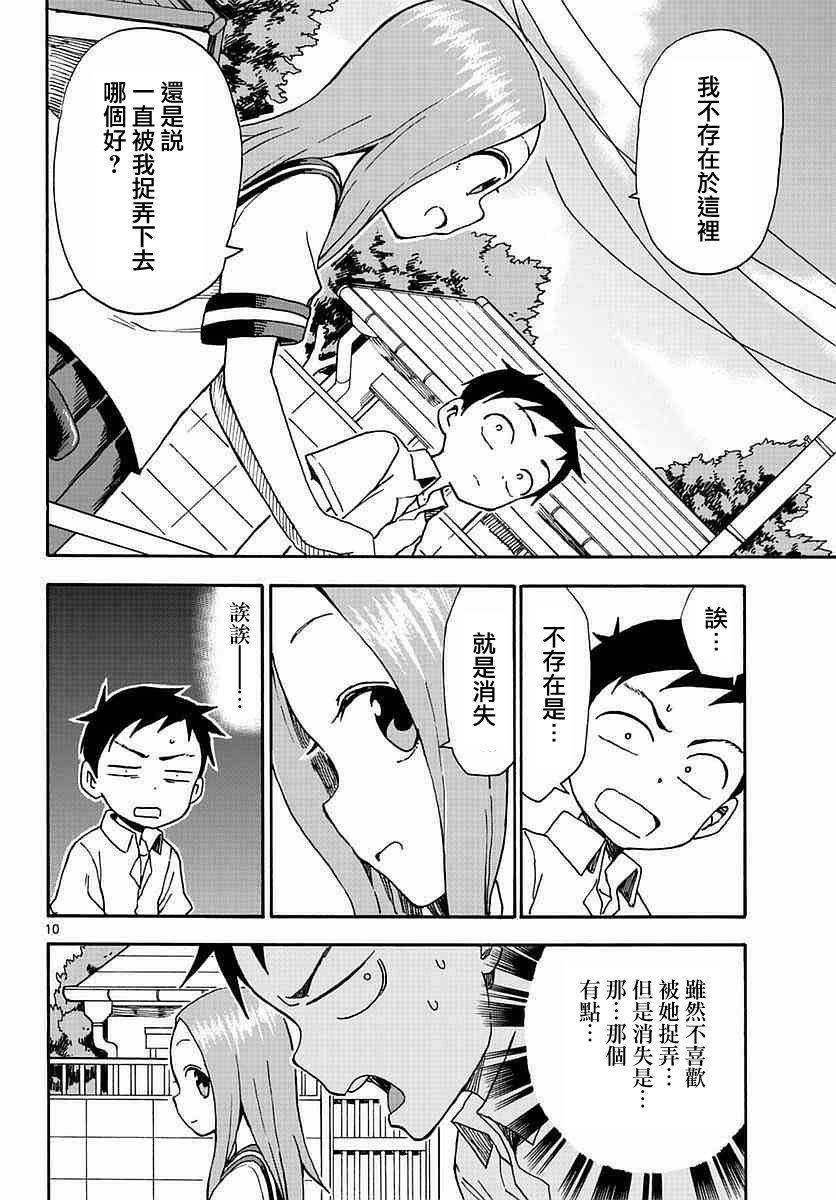 我不存在於這裡
還是說
一直被我捉弄下去
哪個好？
誒…
不存在是…
就是消失
誒誒——…
雖然不喜歡
被她捉弄…
但是消失是…
那…那個
有點…
10